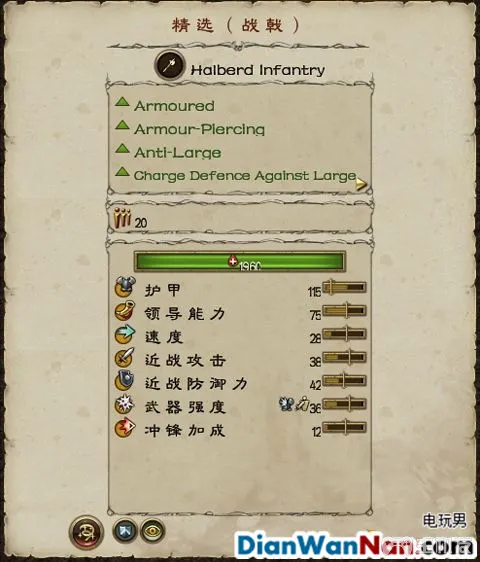 精选（战戟）
Halberd Infantry
Armoured
Armour-Piercing
Anti-Large
Charge Defence Against Large
20
1960
护甲 115
领导能力 75
速度 28
近战攻击 38
近战防御力 42
武器强度 36
冲锋加成 12
电玩男
DianWanNan.com